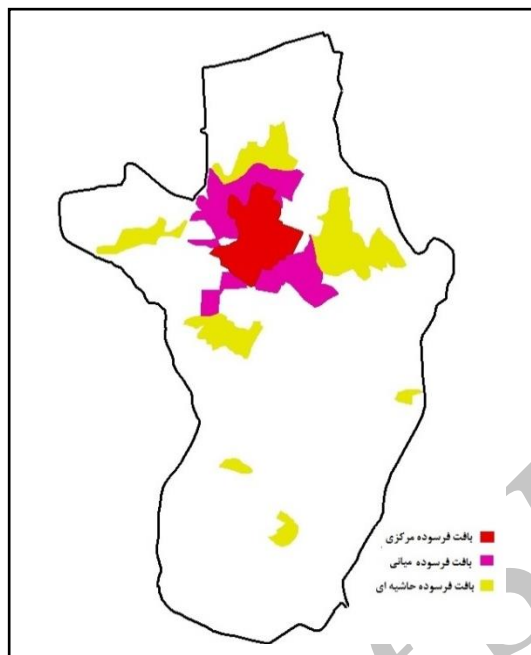 بافت فرسوده مرکزی
بافت فرسوده میانی
بافت فرسوده حاشیه ای